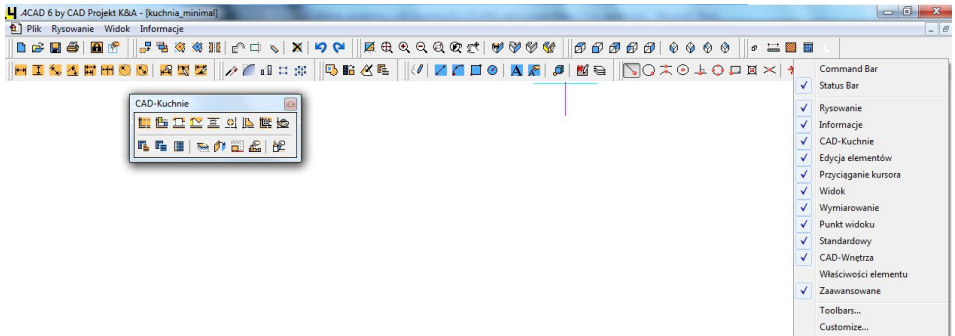 .4CAD 6 by CAD Projekt K&A - [kuchnia_minimal]
Plik Rysowanie Widok Informacje
CAD-Kuchnie
Command Bar
Status Bar
Rysowanie
Informacje
CAD-Kuchnie
Edycja elementów
Przyciąganie kursora
Widok
Wymiarowanie
Punkt widoku
Standardowy
CAD-Wnętrza
Właściwości elementu
Zaawansowane
Toolbars...
Customize...